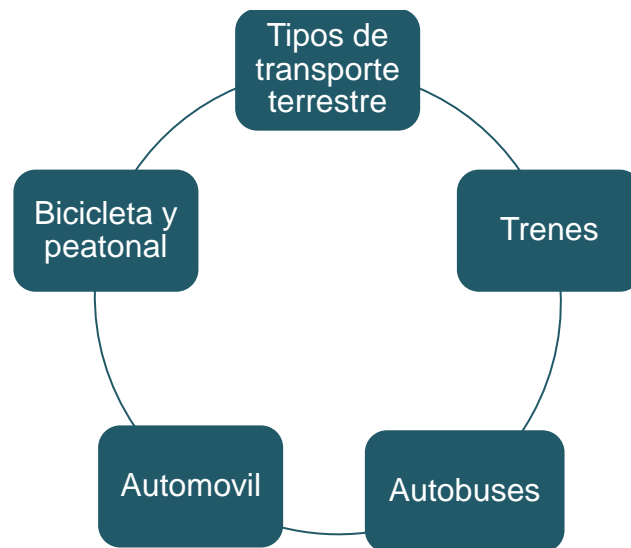 Tipos de
transporte
terrestre
Bicicleta y
peatonal
Trenes
Automovil
Autobuses